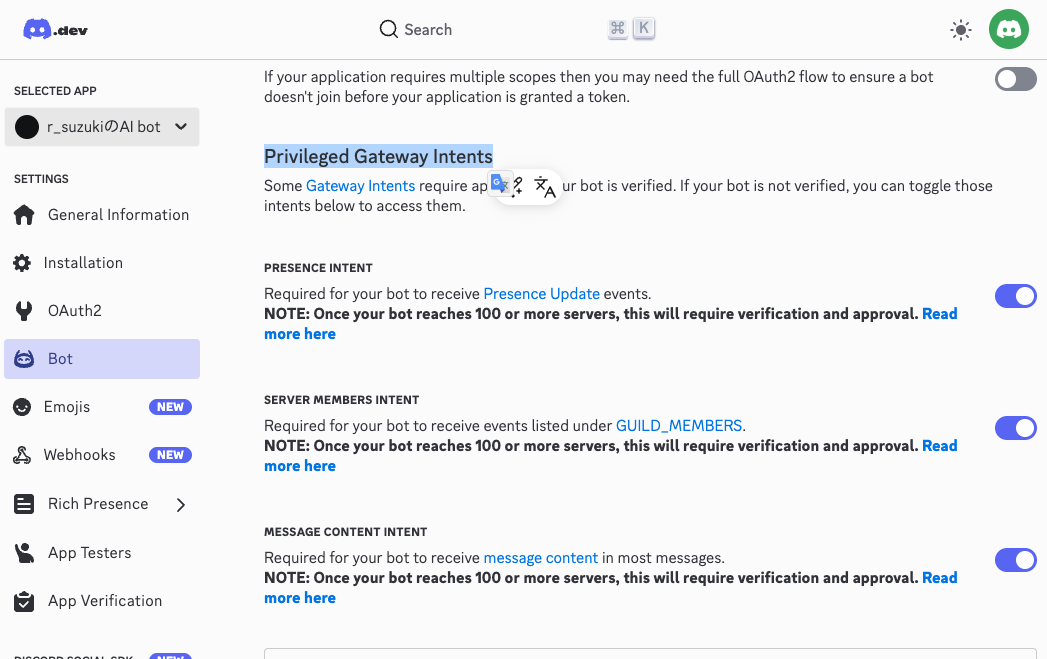 .dev
Search
⌘ K
SELECTED APP
r_suzukiのAI bot
SETTINGS
General Information
Installation
OAuth2
Bot
Emojis NEW
Webhooks NEW
Rich Presence
App Testers
App Verification
DISCORD SOCIAL SDK NEW
If your application requires multiple scopes then you may need the full OAuth2 flow to ensure a bot
doesn't join before your application is granted a token.
Privileged Gateway Intents
Some Gateway Intents require ap ur bot is verified. If your bot is not verified, you can toggle those
intents below to access them.
PRESENCE INTENT
Required for your bot to receive Presence Update events.
NOTE: Once your bot reaches 100 or more servers, this will require verification and approval. Read
more here
SERVER MEMBERS INTENT
Required for your bot to receive events listed under GUILD_MEMBERS.
NOTE: Once your bot reaches 100 or more servers, this will require verification and approval. Read
more here
MESSAGE CONTENT INTENT
Required for your bot to receive message content in most messages.
NOTE: Once your bot reaches 100 or more servers, this will require verification and approval. Read
more here